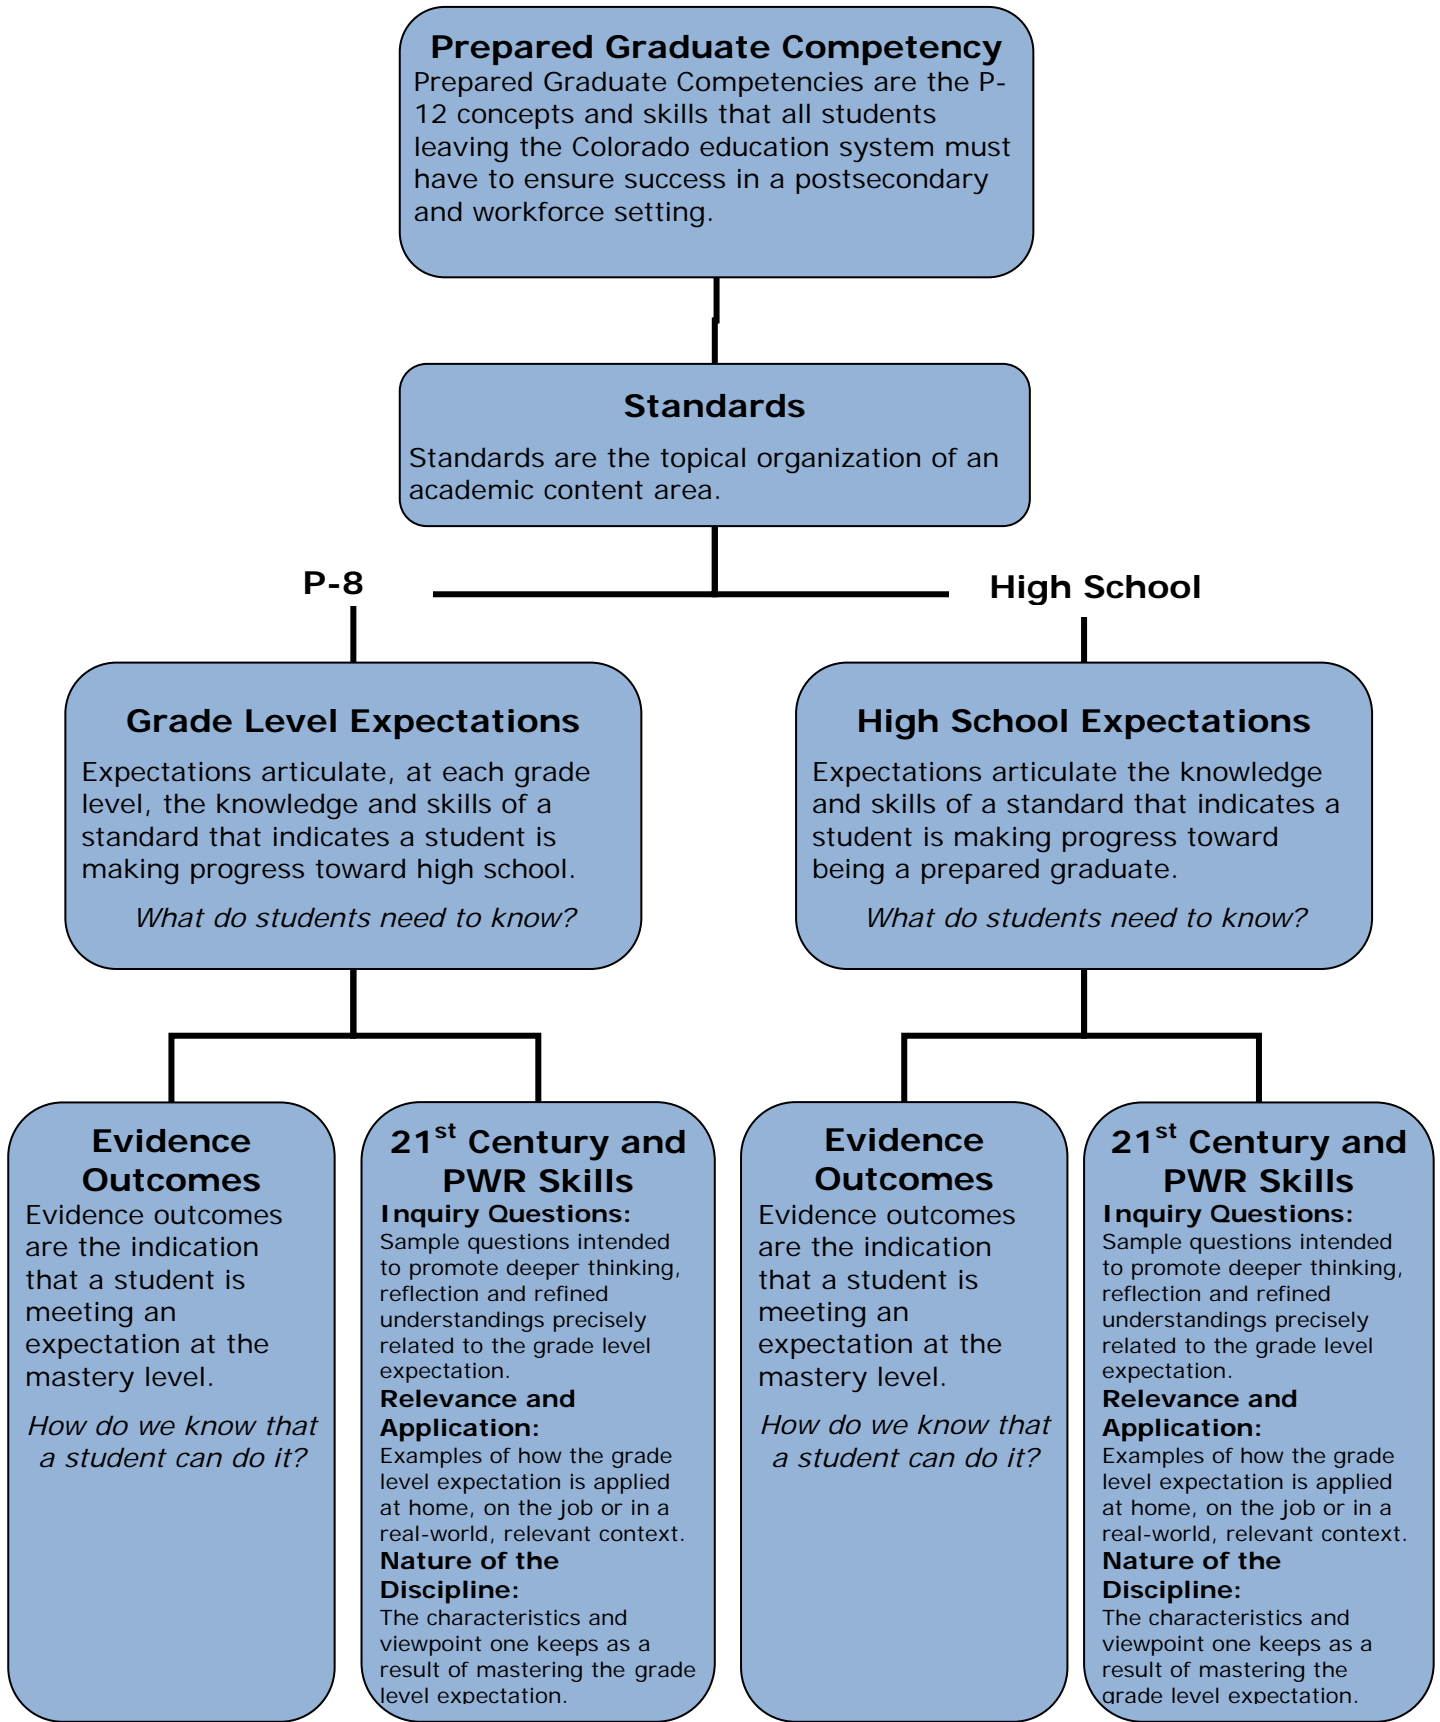 Prepared Graduate Competency
Prepared Graduate Competencies are the P-
12 concepts and skills that all students
leaving the Colorado education system must
have to ensure success in a postsecondary
and workforce setting.
Standards
Standards are the topical organization of an
academic content area.
P-8
High School
Grade Level Expectations
Expectations articulate, at each grade
level, the knowledge and skills of a
standard that indicates a student is
making progress toward high school.
What do students need to know?
High School Expectations
Expectations articulate the knowledge
and skills of a standard that indicates a
student is making progress toward
being a prepared graduate.
What do students need to know?
Evidence
Outcomes
Evidence outcomes
are the indication
that a student is
meeting an
expectation at the
mastery level.
How do we know that
a student can do it?
21st Century and
PWR Skills
Inquiry Questions:
Sample questions intended
to promote deeper thinking,
reflection and refined
understandings precisely
related to the grade level
expectation.
Relevance and
Application:
Examples of how the grade
level expectation is applied
at home, on the job or in a
real-world, relevant context.
Nature of the
Discipline:
The characteristics and
viewpoint one keeps as a
result of mastering the grade
level expectation.
Evidence
Outcomes
Evidence outcomes
are the indication
that a student is
meeting an
expectation at the
mastery level.
How do we know that
a student can do it?
21st Century and
PWR Skills
Inquiry Questions:
Sample questions intended
to promote deeper thinking,
reflection and refined
understandings precisely
related to the grade level
expectation.
Relevance and
Application:
Examples of how the grade
level expectation is applied
at home, on the job or in a
real-world, relevant context.
Nature of the
Discipline:
The characteristics and
viewpoint one keeps as a
result of mastering the
grade level expectation.